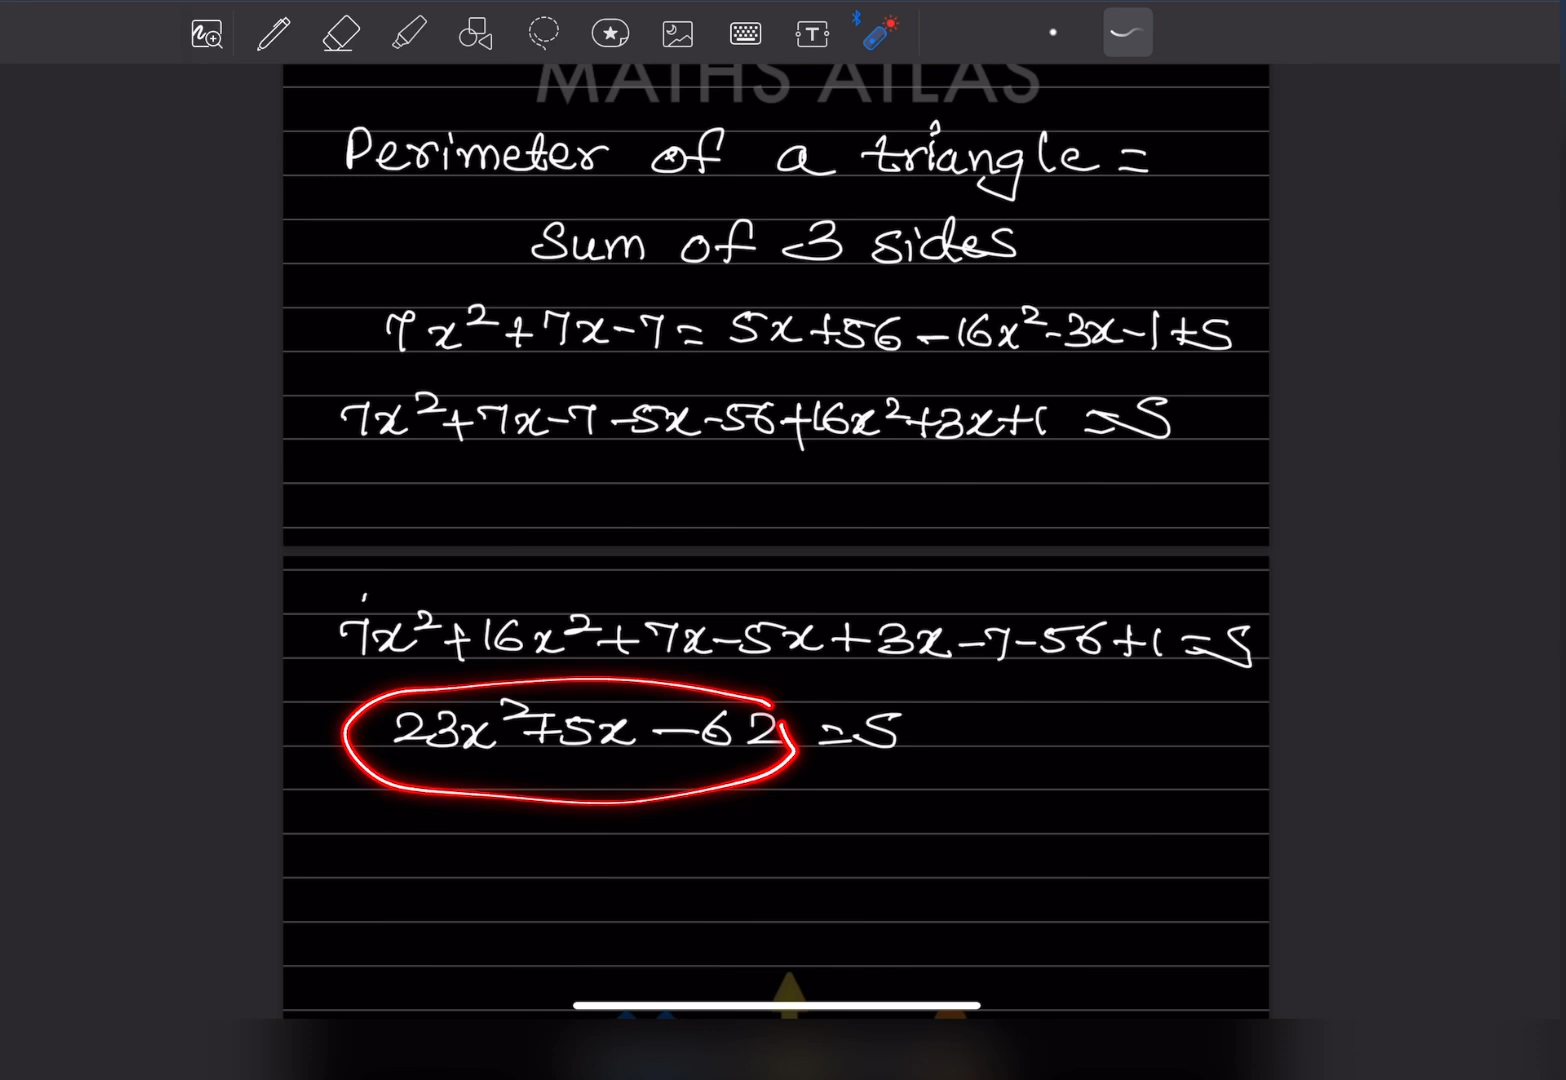 MATHS ATLAS
Perimeter of a triangle =
Sum of 3 sides
7x²+7x-7= 5x+56-16x²-3x-1+S
7x²+7x-7-5x-56+16x²+3x+1 =S
7x²+16x²+7x-5x+3x-7-56+1=S
23x²+5x-62 =S